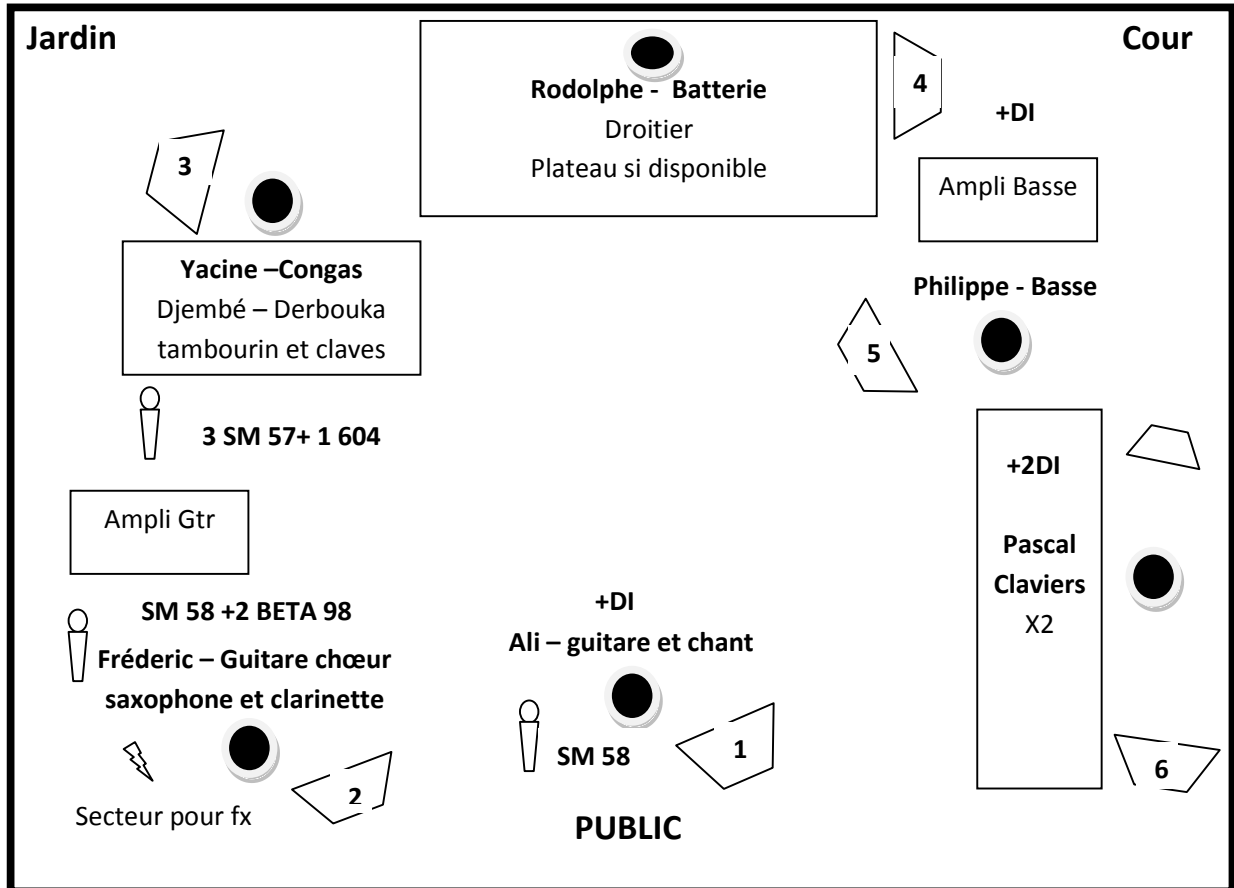 Jardin
Cour
Rodolphe - Batterie
Droitier
Plateau si disponible
4
+DI
Ampli Basse
3
Yacine –Congas
Djembé – Derbouka
tambourin et claves
Philippe - Basse
5
3 SM 57+ 1 604
+2DI
Pascal
Claviers
X2
Ampli Gtr
SM 58 +2 BETA 98
Fréderic – Guitare chœur
saxophone et clarinette
+DI
Ali – guitare et chant
SM 58
1
2
6
Secteur pour fx
PUBLIC